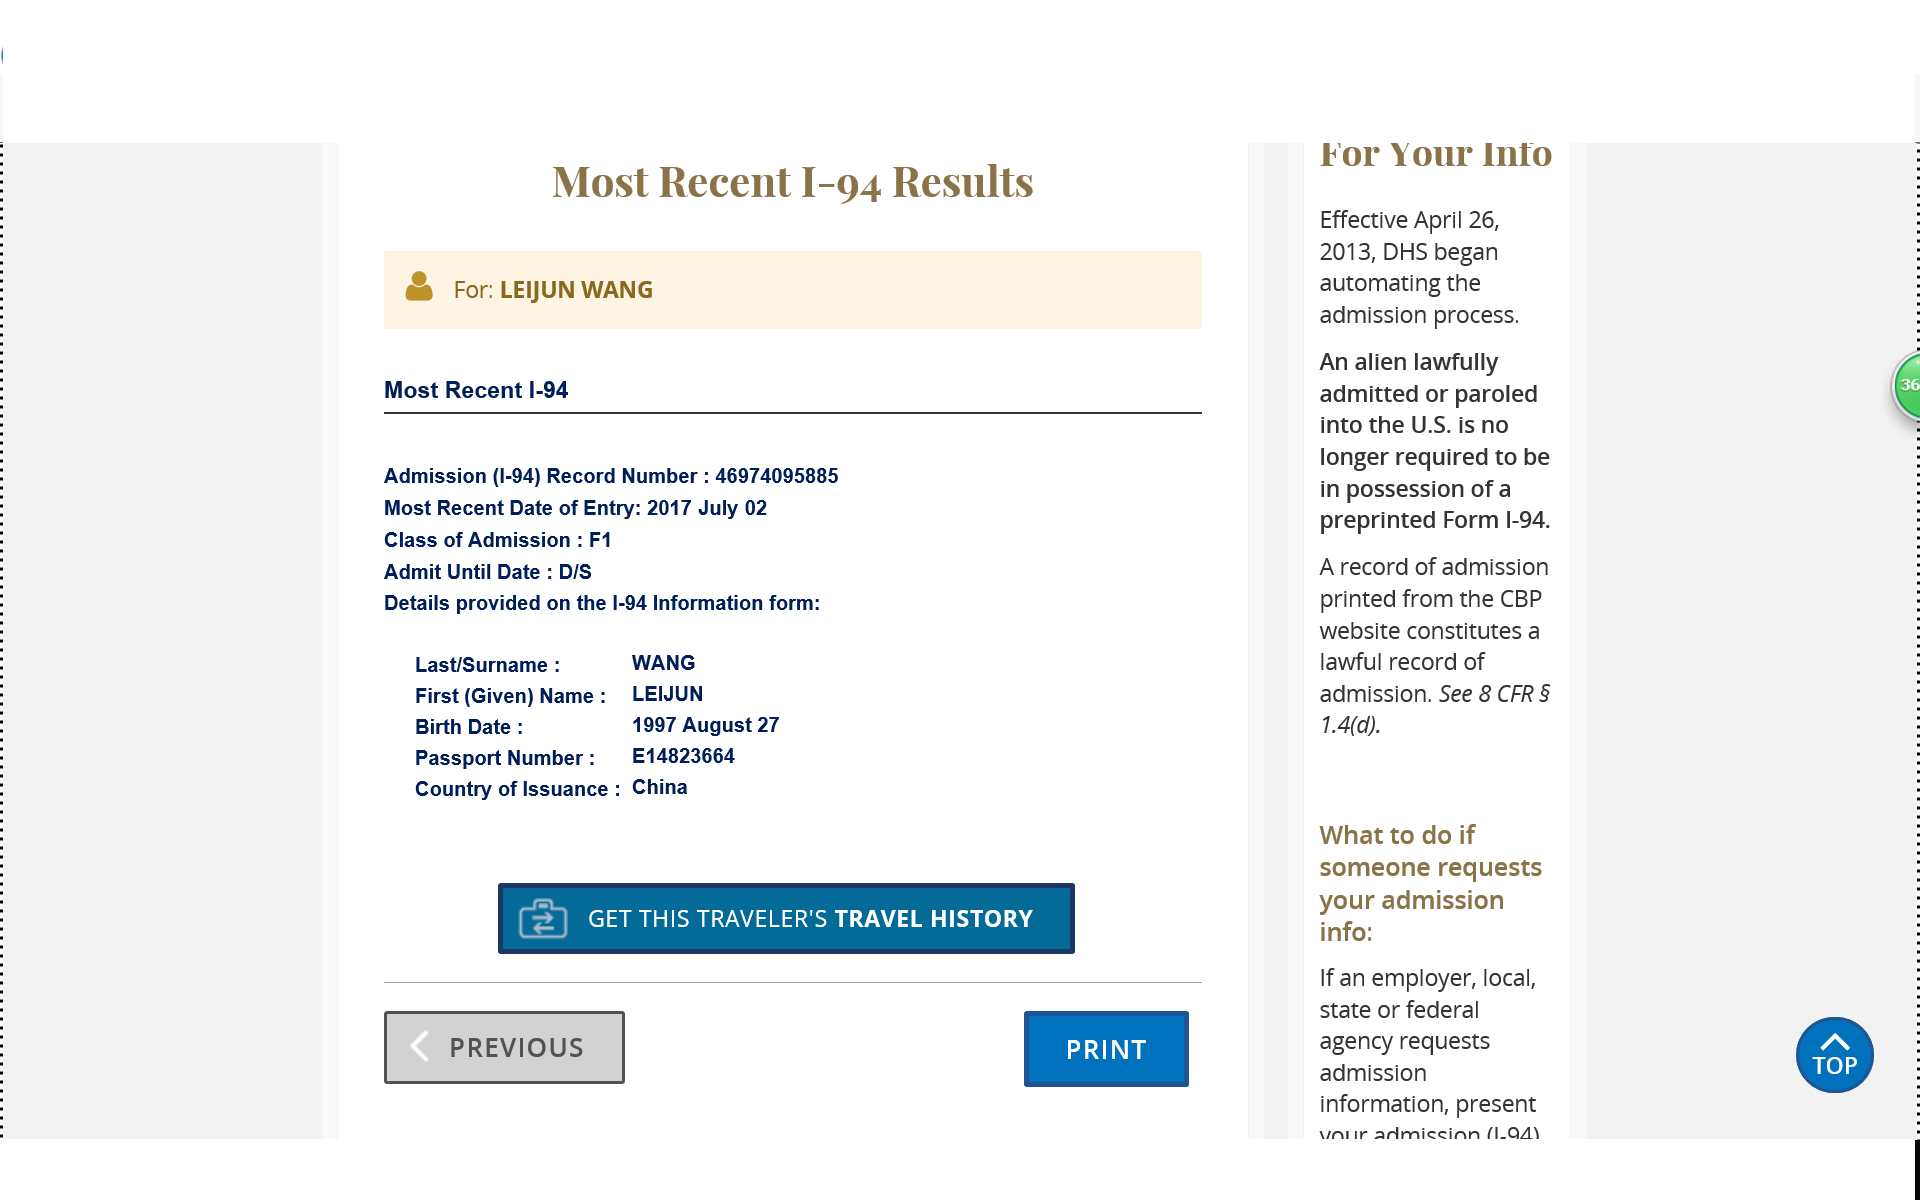 Most Recent I-94 Results
For: LEIJUN WANG
Most Recent I-94
Admission (I-94) Record Number : 46974095885
Most Recent Date of Entry: 2017 July 02
Class of Admission : F1
Admit Until Date : D/S
Details provided on the I-94 Information form:
Last/Surname : WANG
First (Given) Name : LEIJUN
Birth Date : 1997 August 27
Passport Number : E14823664
Country of Issuance : China
GET THIS TRAVELER'S TRAVEL HISTORY
PREVIOUS
PRINT
For Your Info
Effective April 26,
2013, DHS began
automating the
admission process.
An alien lawfully
admitted or paroled
into the U.S. is no
longer required to be
in possession of a
preprinted Form I-94.
A record of admission
printed from the CBP
website constitutes a
lawful record of
admission. See 8 CFR §
1.4(d).
What to do if
someone requests
your admission
info:
If an employer, local,
state or federal
agency requests
admission
information, present
your admission (I-94)
TOP